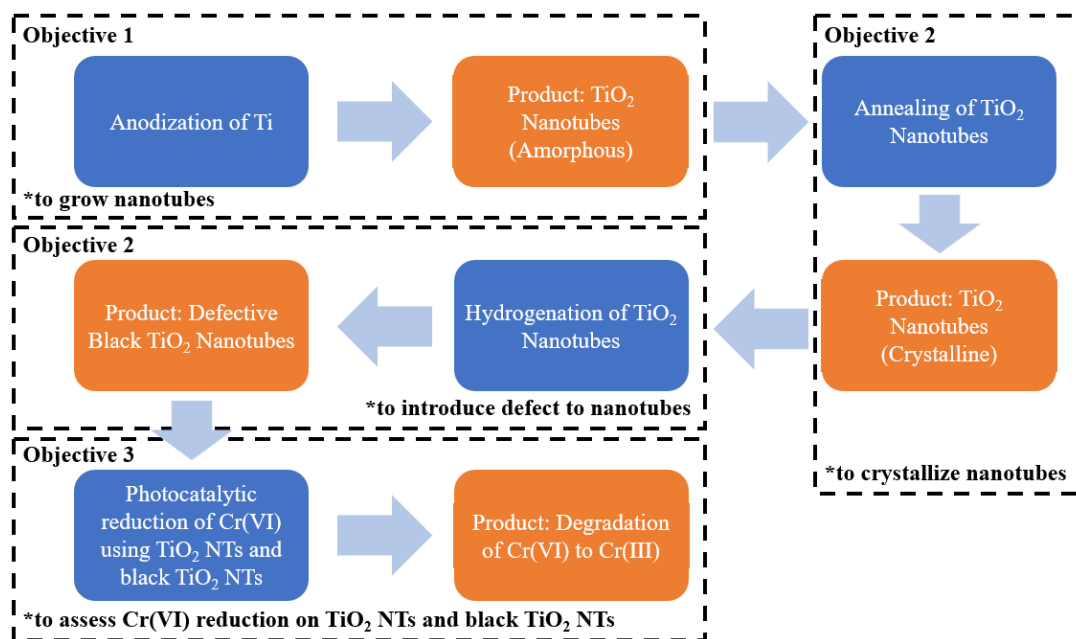 Objective 1
Anodization of Ti
Product: TiO₂
Nanotubes
(Amorphous)
*to grow nanotubes
Objective 2
Annealing of TiO₂
Nanotubes
Product: TiO₂
Nanotubes
(Crystalline)
*to crystallize nanotubes
Objective 2
Hydrogenation of TiO₂
Nanotubes
Product: Defective
Black TiO₂ Nanotubes
*to introduce defect to nanotubes
Objective 3
Photocatalytic
reduction of Cr(VI)
using TiO₂ NTs and
black TiO₂ NTs
Product: Degradation
of Cr(VI) to Cr(III)
*to assess Cr(VI) reduction on TiO₂ NTs and black TiO₂ NTs